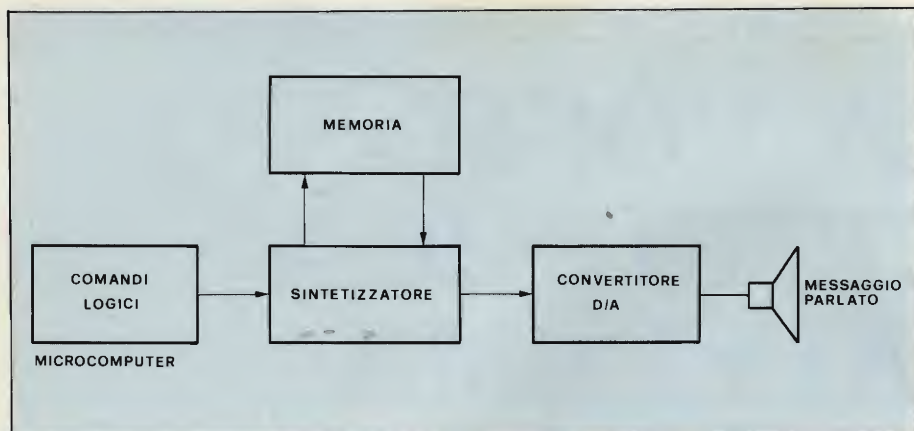 MEMORIA
COMANDI
LOGICI
MICROCOMPUTER
SINTETIZZATORE
CONVERTITORE
D/A
MESSAGGIO
PARLATO